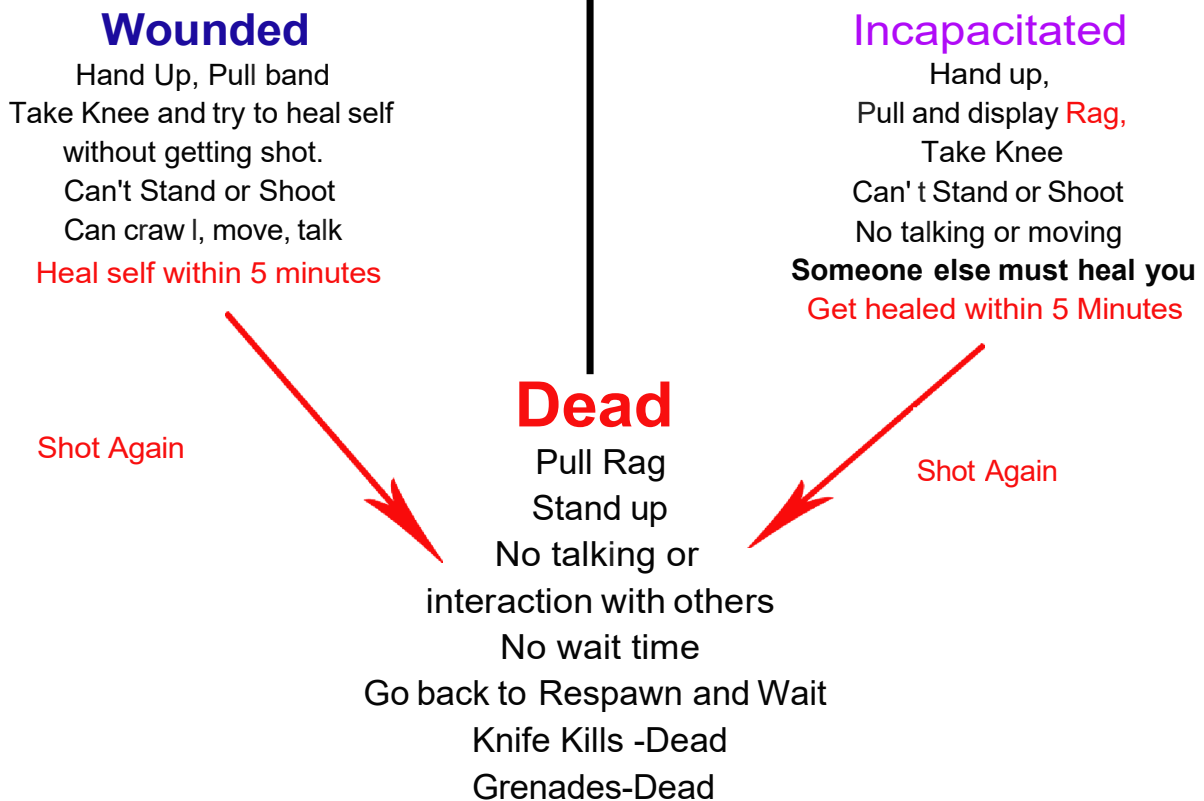 Wounded
Hand Up, Pull band
Take Knee and try to heal self
without getting shot.
Can't Stand or Shoot
Can craw l, move, talk
Heal self within 5 minutes
Shot Again
Incapacitated
Hand up,
Pull and display Rag,
Take Knee
Can' t Stand or Shoot
No talking or moving
Someone else must heal you
Get healed within 5 Minutes
Shot Again
Dead
Pull Rag
Stand up
No talking or
interaction with others
No wait time
Go back to Respawn and Wait
Knife Kills -Dead
Grenades-Dead